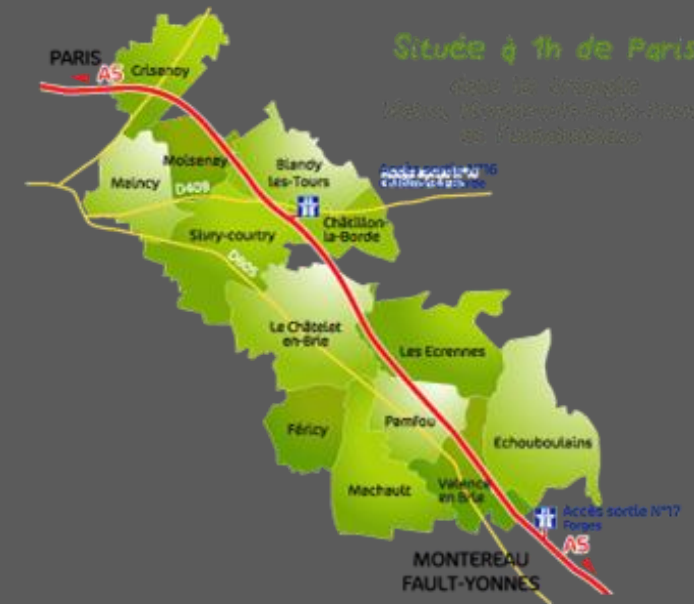 Située à 1h de Paris
PARIS
A5
Crisenoy
Moisenay
Blandy
les-Tours
Maincy
D408
Accès sortie N°16
Châtillon-
la-Borde
Sivry-courtry
D605
Le Châtelet
en-Brie
Les Ecrennes
Pamfou
Féricy
Echouboulains
Machault
Valence
en Brie
Accès sortie N°17
Forges
A5
MONTEREAU
FAULT-YONNES